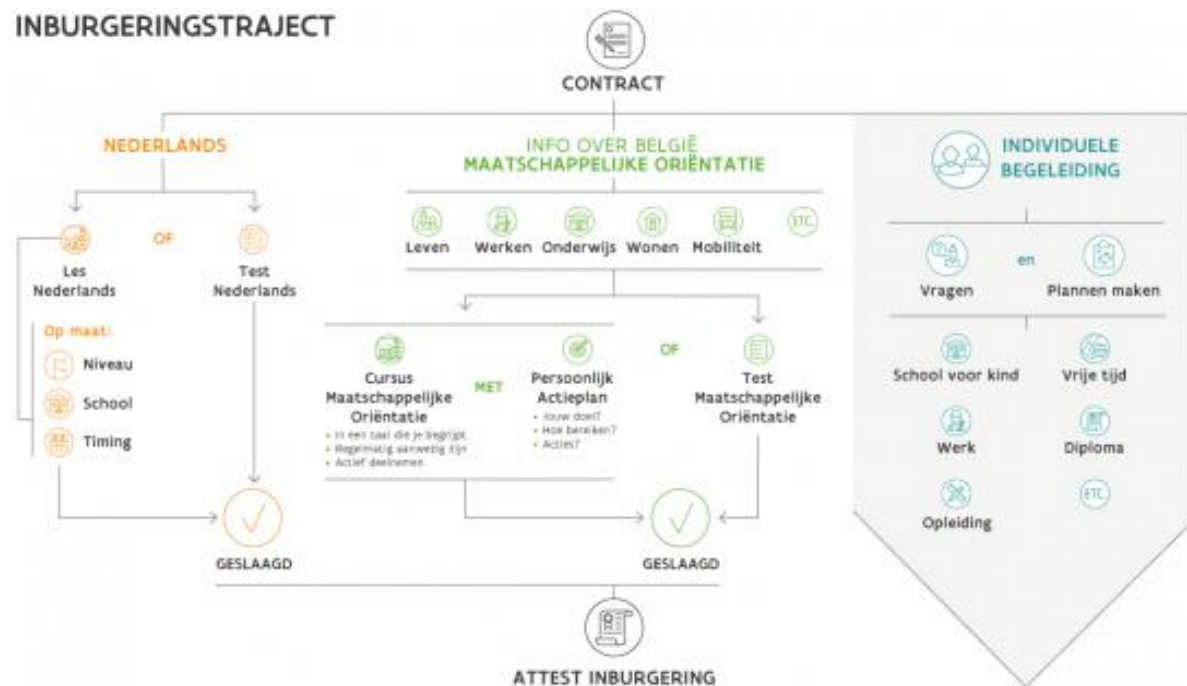 INBURGERINGSTRAJECT
CONTRACT
NEDERLANDS
OF
Les
Nederlands
Test
Nederlands
Op maat:
Niveau
School
Timing
GESLAAGD
INFO OVER BELGIË
MAATSCHAPPELIJKE ORIËNTATIE
Leven
Werken
Onderwijs
Wonen
Mobiliteit
ETC.
Cursus
Maatschappelijke
Oriëntatie
• In een taal die je begrijpt
• Regelmatig aanwezig zijn
• Actief deelnemen
MET
Persoonlijk
Actieplan
• Jouw doel?
• Hoe bereiken?
• Acties?
OF
Test
Maatschappelijke
Oriëntatie
GESLAAGD
INDIVIDUELE
BEGELEIDING
Vragen
en
Plannen maken
School voor kind
Vrije tijd
Werk
Diploma
Opleiding
ETC.
ATTEST INBURGERING